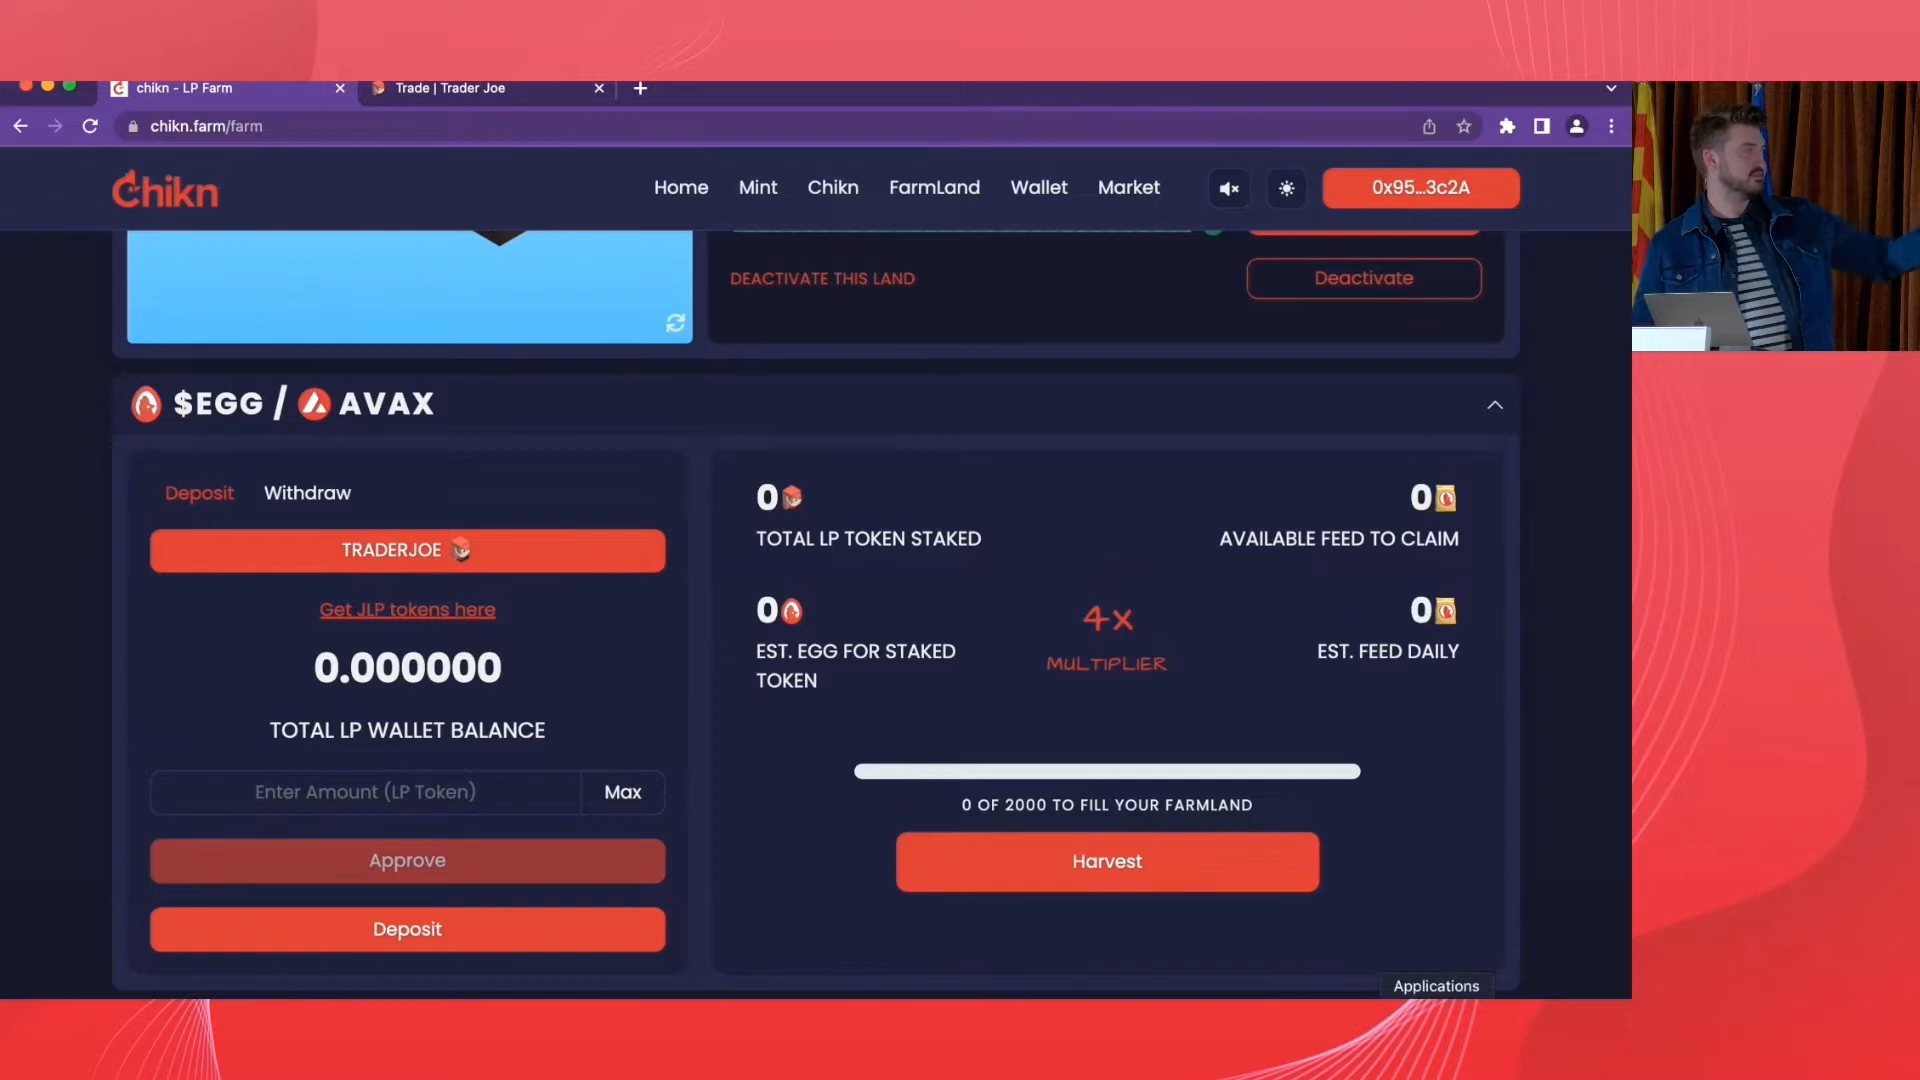 chikn - LP Farm
Trade | Trader Joe
chikn.farm/farm
Chikn
Home
Mint
Chikn
FarmLand
Wallet
Market
0x95...3c2A
DEACTIVATE THIS LAND
Deactivate
$EGG / AVAX
Deposit
Withdraw
TRADERJOE
Get JLP tokens here
0.000000
TOTAL LP WALLET BALANCE
Enter Amount (LP Token)
Max
Approve
Deposit
0
TOTAL LP TOKEN STAKED
0
AVAILABLE FEED TO CLAIM
0
EST. EGG FOR STAKED
TOKEN
4x
MULTIPLIER
0
EST. FEED DAILY
0 OF 2000 TO FILL YOUR FARMLAND
Harvest
Applications